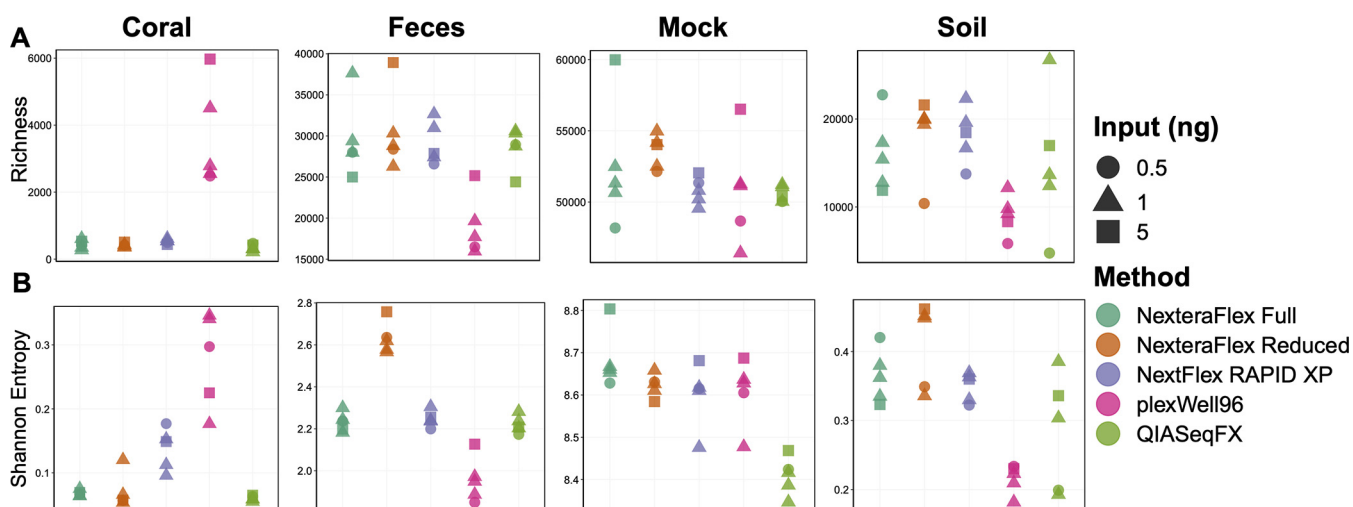 A
Coral
Feces
Mock
Soil
Richness
6000
4000
2000
0
40000
35000
30000
25000
20000
15000
60000
55000
50000
20000
10000
Input (ng)
0.5
1
5
B
Shannon Entropy
0.3
0.2
0.1
2.8
2.6
2.4
2.2
2.0
8.8
8.7
8.6
8.5
8.4
0.4
0.3
0.2
Method
NexteraFlex Full
NexteraFlex Reduced
NextFlex RAPID XP
plexWell96
QIASeqFX